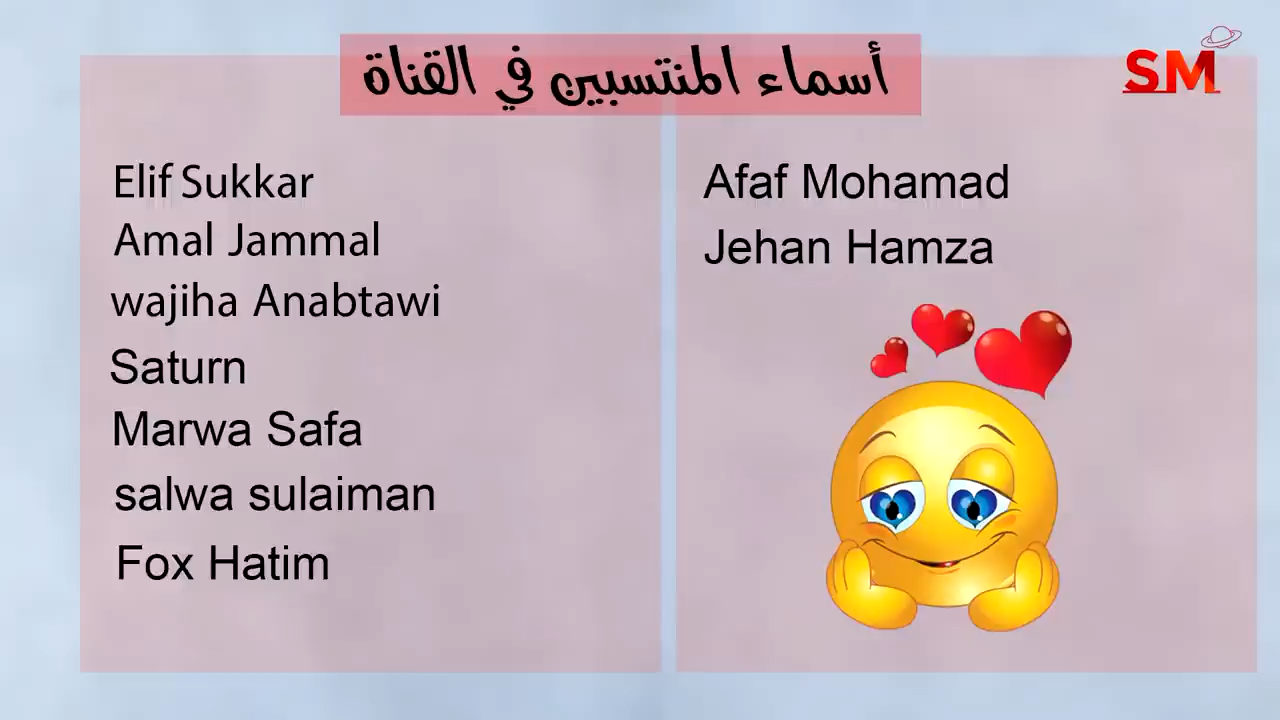 أسماء المنتسبين في القناة
SM
Elif Sukkar
Amal Jammal
wajiha Anabtawi
Saturn
Marwa Safa
salwa sulaiman
Fox Hatim
Afaf Mohamad
Jehan Hamza